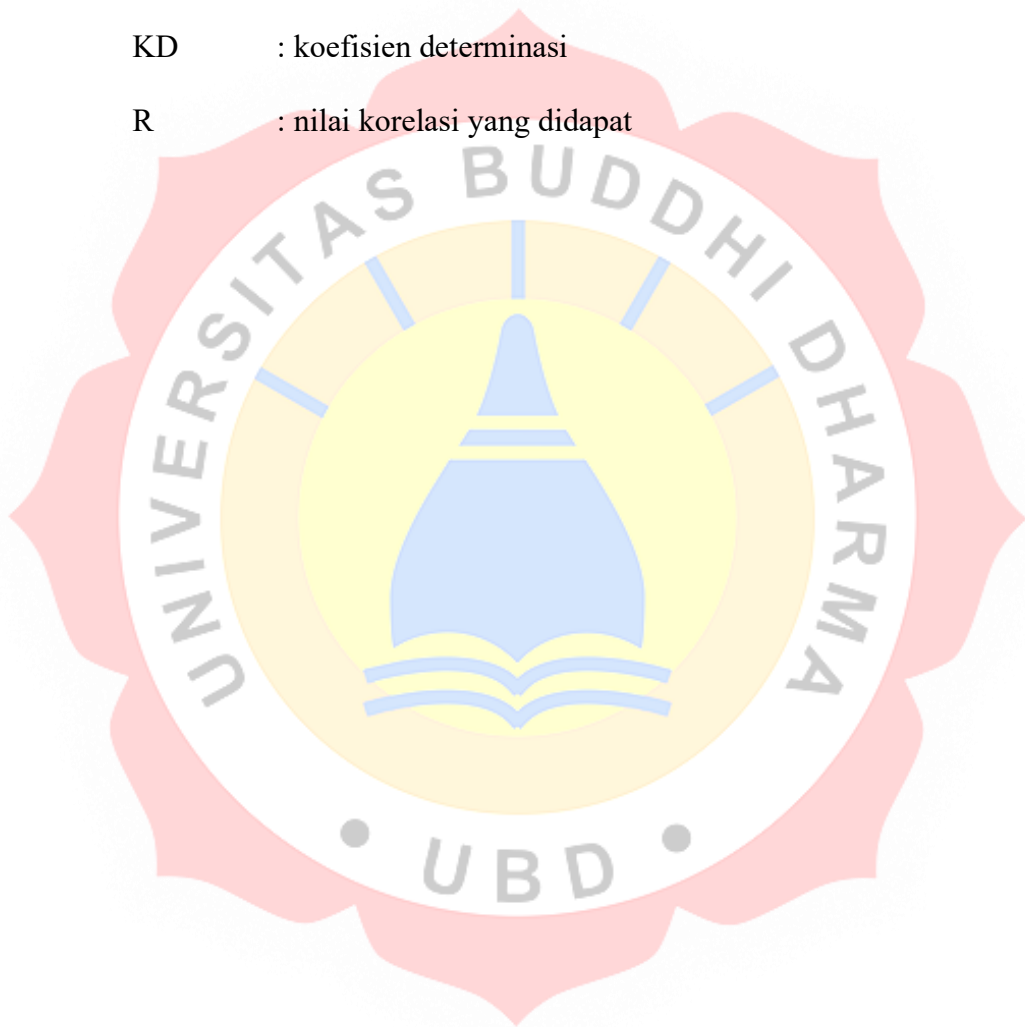 KD : koefisien determinasi
R : nilai korelasi yang didapat
UNIVERSITAS BUDDHI DHARMA
• UBD •